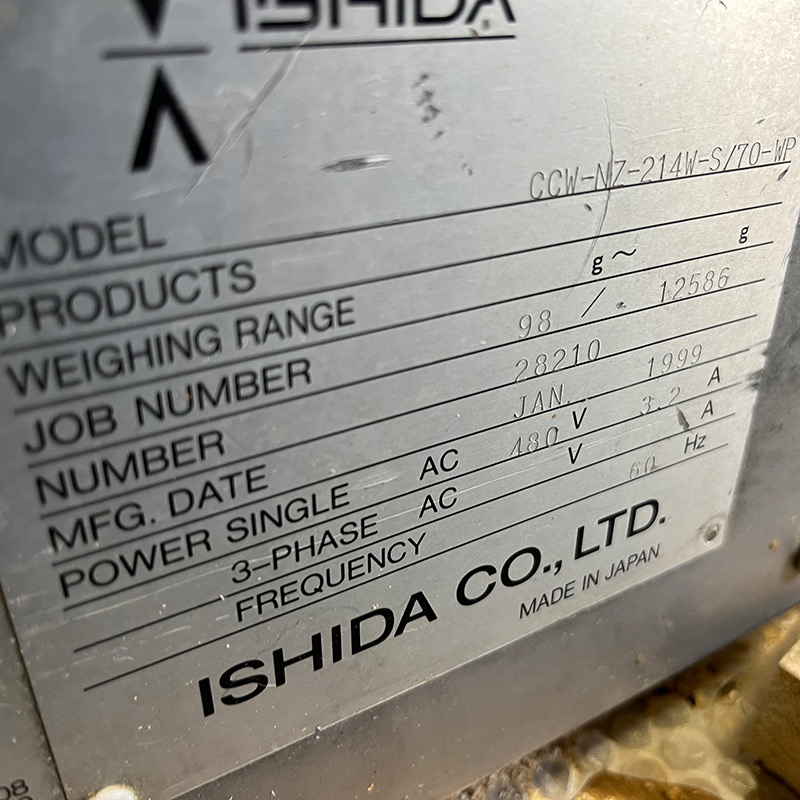 ISHIDA
MODEL CCW-NZ-214W-S/70-WP
PRODUCTS
WEIGHING RANGE g～ g
JOB NUMBER 98 / 12586
NUMBER 28210
MFG. DATE JAN. 1999
POWER SINGLE AC V A
3-PHASE AC 480 V 3.2 A
FREQUENCY 60 Hz
ISHIDA CO., LTD.
MADE IN JAPAN